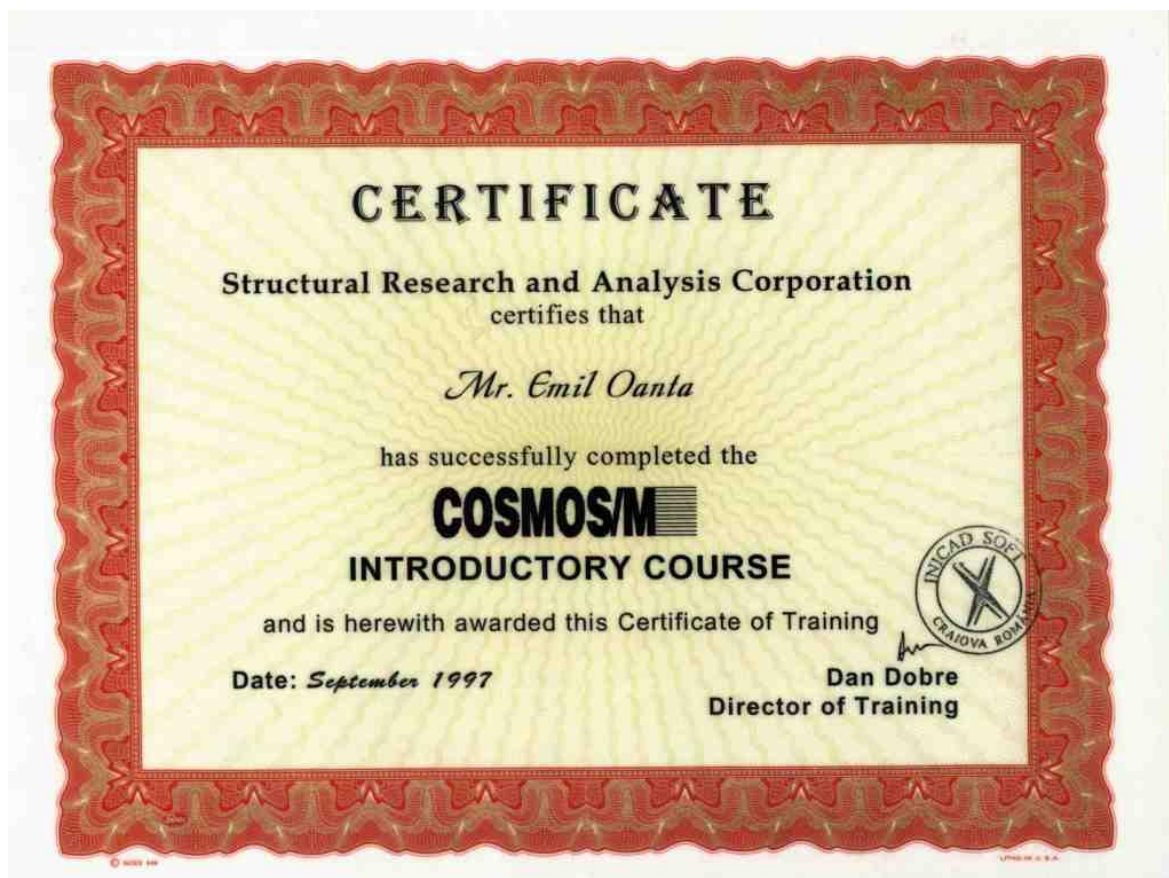 CERTIFICATE
Structural Research and Analysis Corporation
certifies that
Mr. Emil Oanta
has successfully completed the
COSMOS/M
INTRODUCTORY COURSE
INICAD SOFT
CRAIOVA ROMANIA
and is herewith awarded this Certificate of Training
Date: September 1997
Dan Dobre
Director of Training
LITHO IN U.S.A.